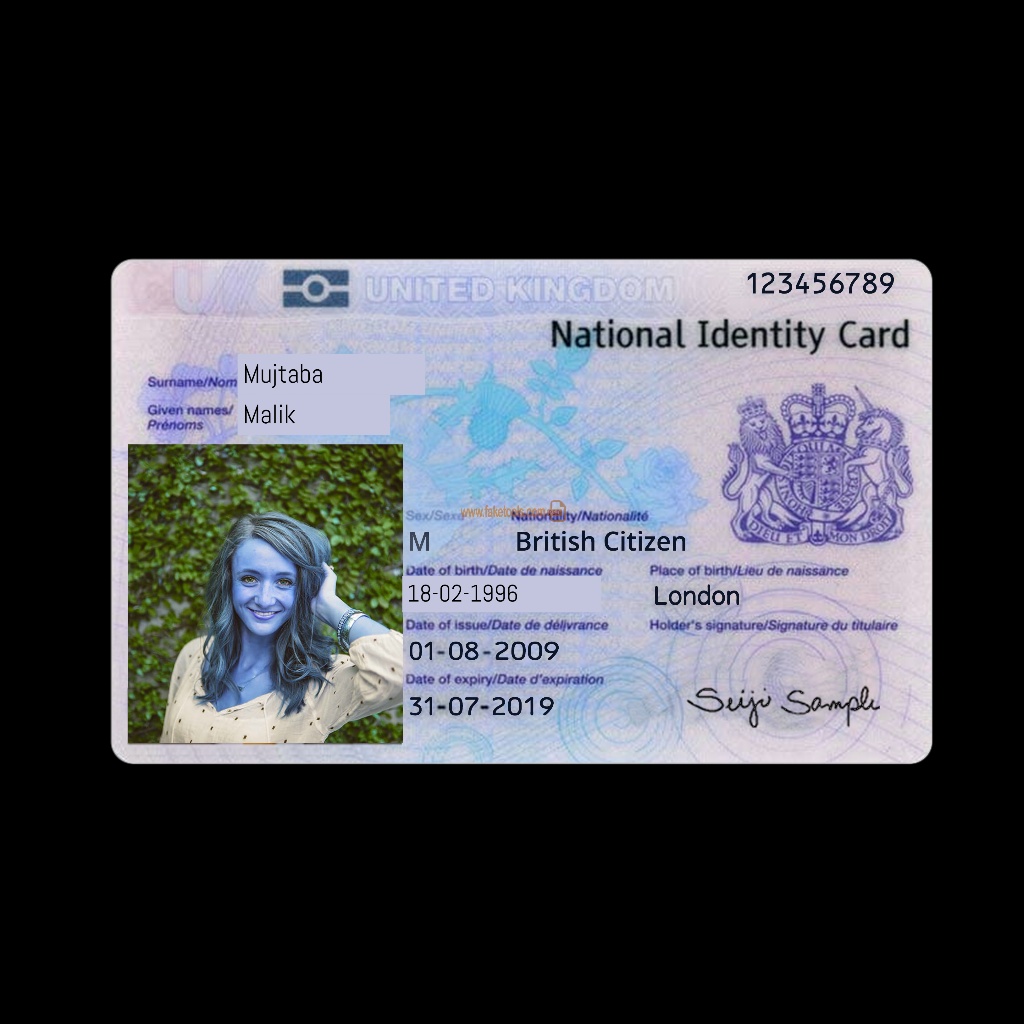 UK UNITED KINGDOM 123456789
National Identity Card
Surname/Nom Mujtaba
Given names/ Malik
Prénoms
www.faketools.com
Sex/Sexe Nationality/Nationalité
M British Citizen
Date of birth/Date de naissance Place of birth/Lieu de naissance
18-02-1996 London
Date of issue/Date de délivrance Holder's signature/Signature du titulaire
01-08-2009
Date of expiry/Date d'expiration
31-07-2019 Seiji Sample
DIEU ET MON DROIT